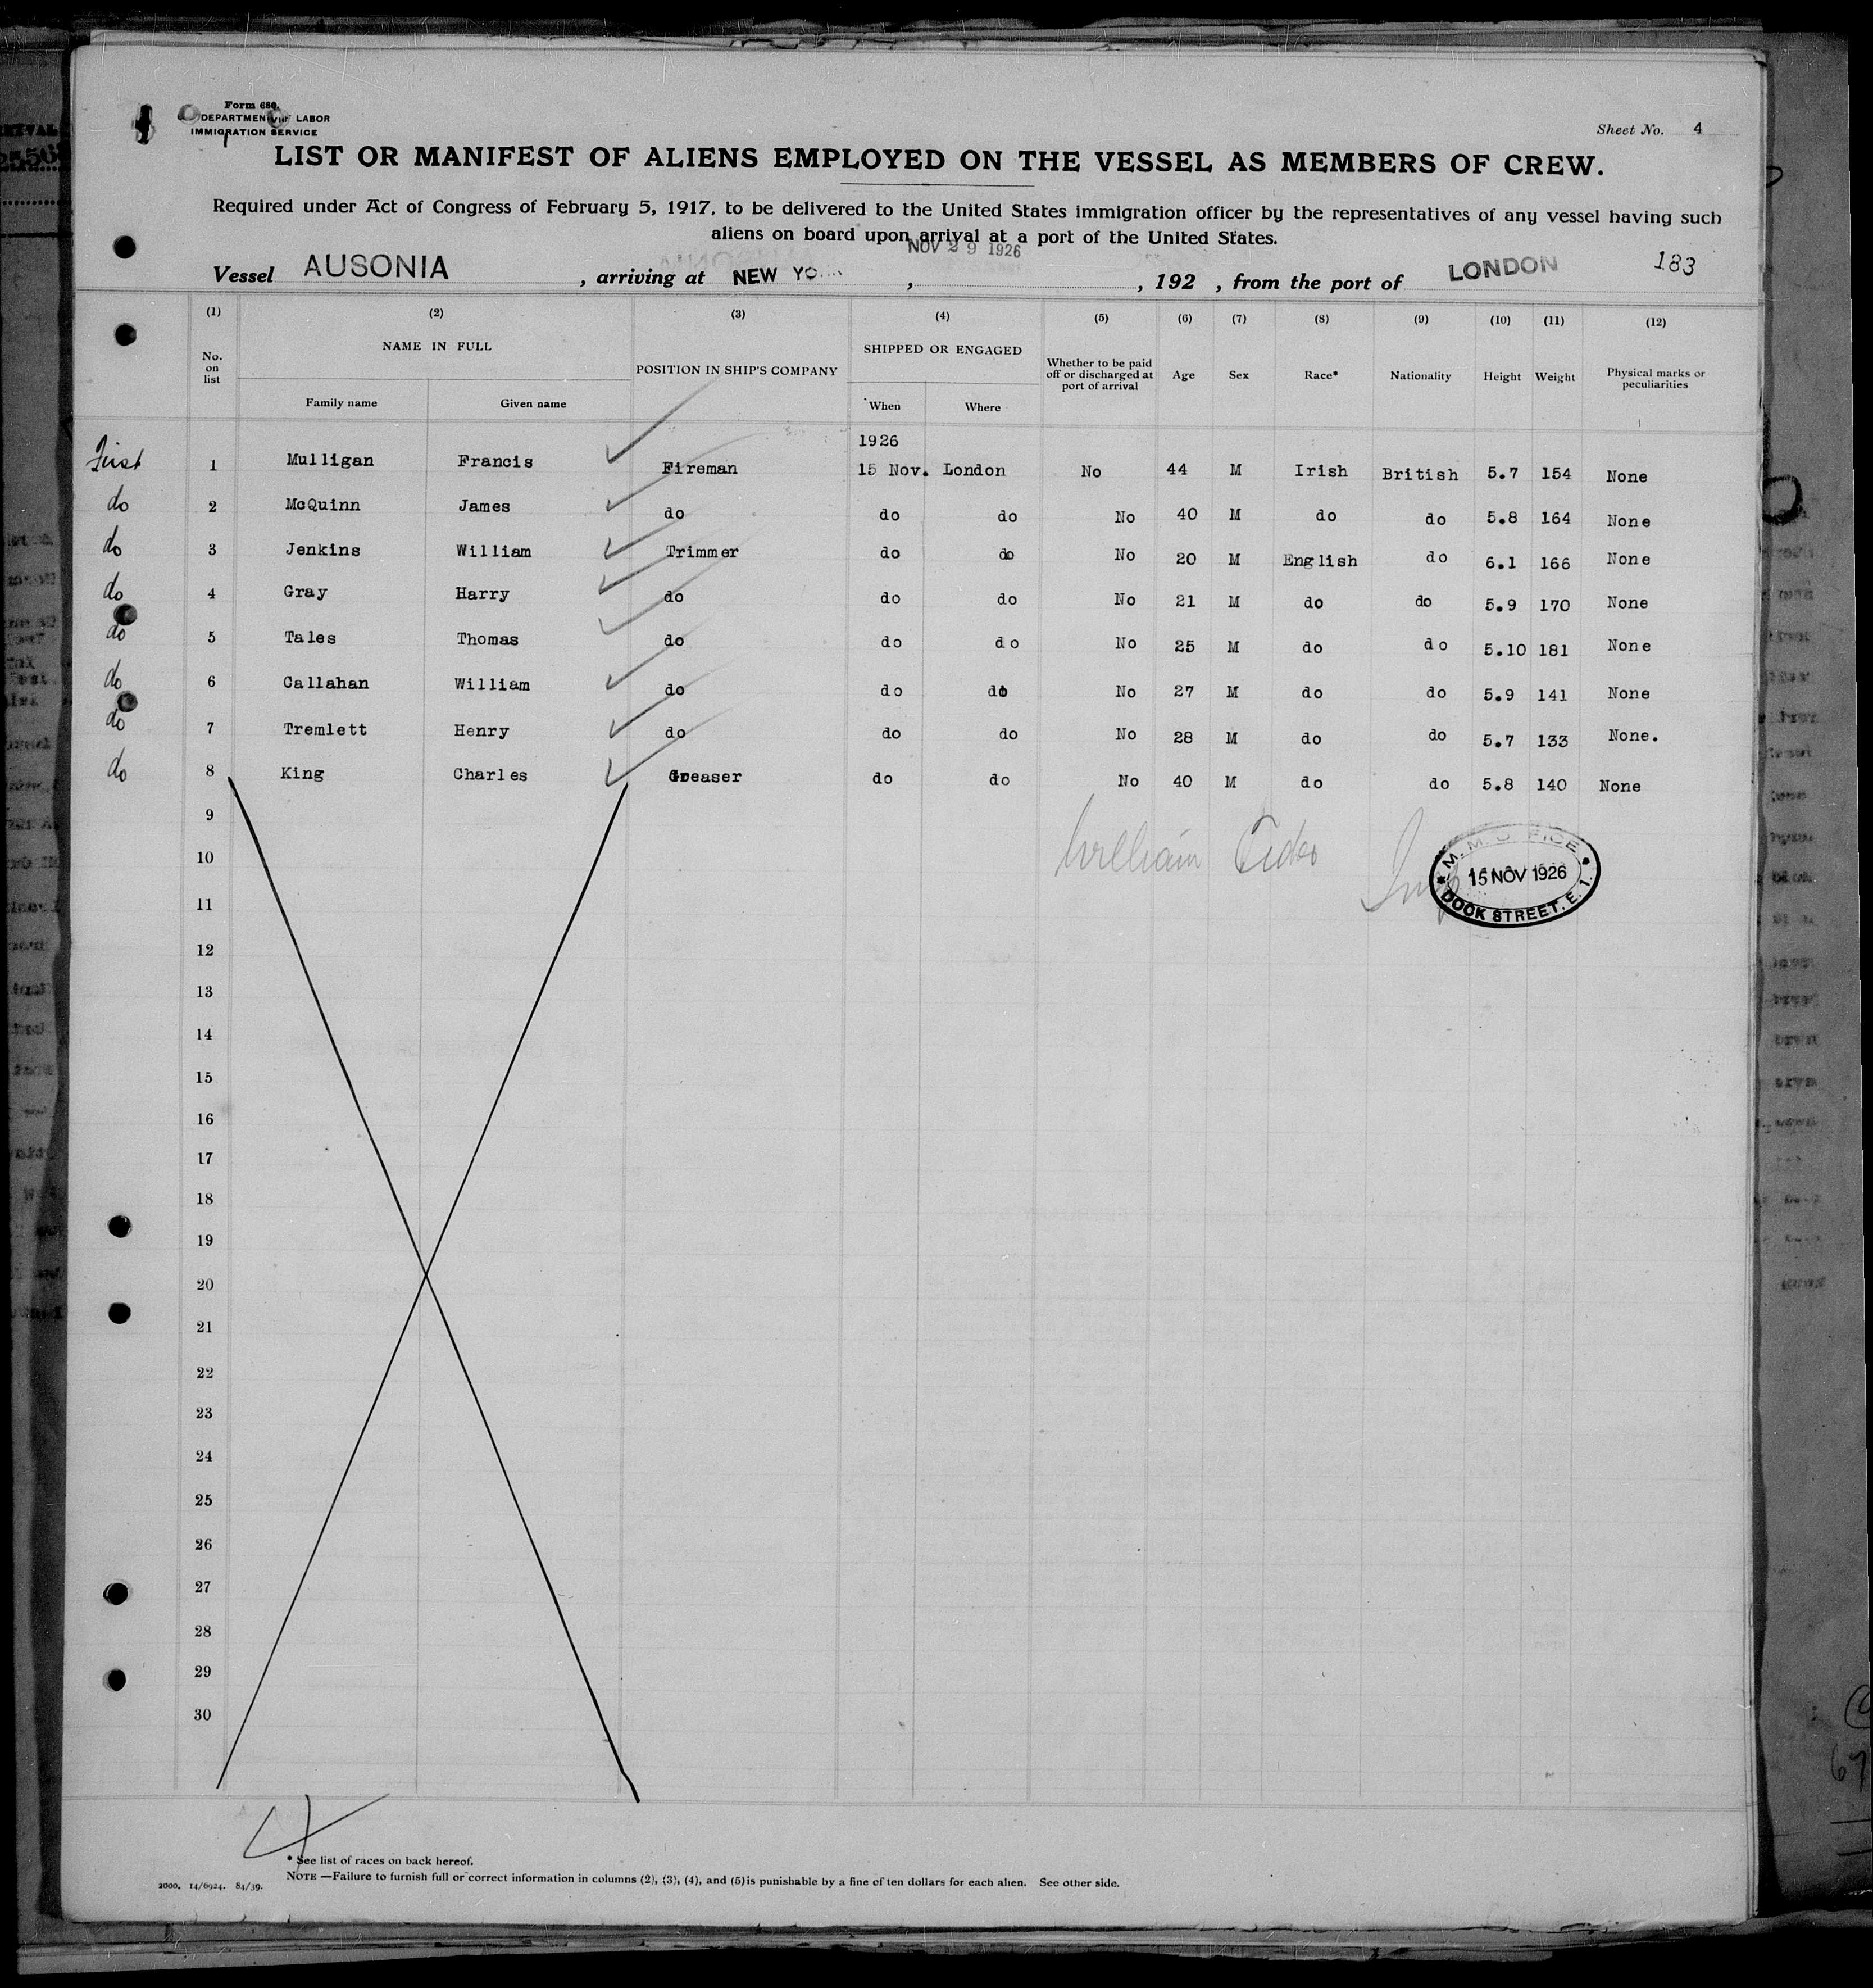 Form 680.
DEPARTMENT LABOR
IMMIGRATION SERVICE
Sheet No. 4
LIST OR MANIFEST OF ALIENS EMPLOYED ON THE VESSEL AS MEMBERS OF CREW.
Required under Act of Congress of February 5, 1917, to be delivered to the United States immigration officer by the representatives of any vessel having such
aliens on board upon arrival at a port of the United States.
NOV 29 1926
183
Vessel AUSONIA , arriving at NEW YO , , 192 , from the port of LONDON
(1) (2) (3) (4) (5) (6) (7) (8) (9) (10) (11) (12)
No. on list NAME IN FULL POSITION IN SHIP'S COMPANY SHIPPED OR ENGAGED Whether to be paid off or discharged at port of arrival Age Sex Race* Nationality Height Weight Physical marks or peculiarities
Family name Given name When Where
1926
First 1 Mulligan Francis Fireman 15 Nov. London No 44 M Irish British 5.7 154 None
do 2 McQuinn James do do do No 40 M do do 5.8 164 None
do 3 Jenkins William Trimmer do do No 20 M English do 6.1 166 None
do 4 Gray Harry do do do No 21 M do do 5.9 170 None
do 5 Tales Thomas do do do No 25 M do do 5.10 181 None
do 6 Callahan William do do do No 27 M do do 5.9 141 None
do 7 Tremlett Henry do do do No 28 M do do 5.7 133 None.
do 8 King Charles Greaser do do No 40 M do do 5.8 140 None
9
William
M.M.O FICE
15 NOV 1926
DOCK STREET. E. 1.
10
11
12
13
14
15
16
17
18
19
20
21
22
23
24
25
26
27
28
29
30
4
* See list of races on back hereof.
NOTE —Failure to furnish full or correct information in columns (2), (3), (4), and (5) is punishable by a fine of ten dollars for each alien. See other side.
2000. 14/6924. 84/39.